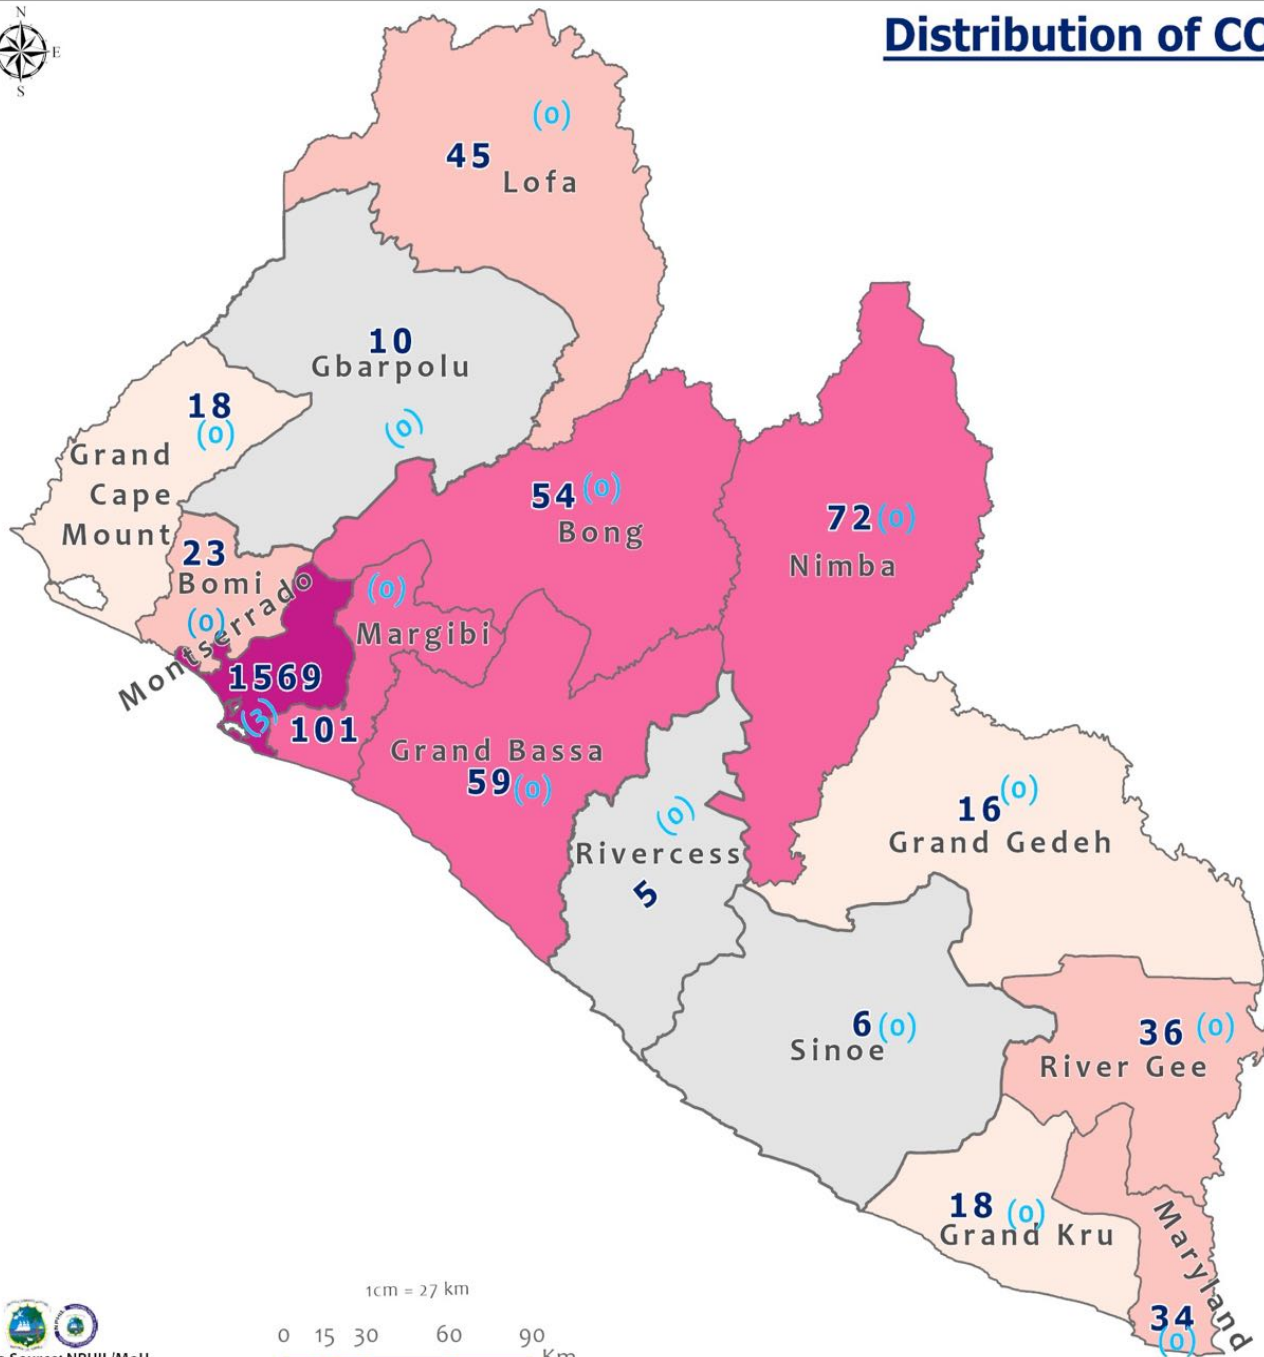 N
E
S
Distribution of CO
(0)
45
Lofa
10
Gbarpolu
(0)
18
(0)
Grand
Cape
Mount
54 (0)
Bong
72 (0)
Nimba
23
Bomi
(0)
Montserrado
1569
(3)
(0)
Margibi
101
Grand Bassa
59 (0)
(0)
Rivercess
5
16 (0)
Grand Gedeh
6 (0)
Sinoe
36 (0)
River Gee
18 (0)
Grand Kru
Maryland
34
(0)
1cm = 27 km
0 15 30 60 90
Km